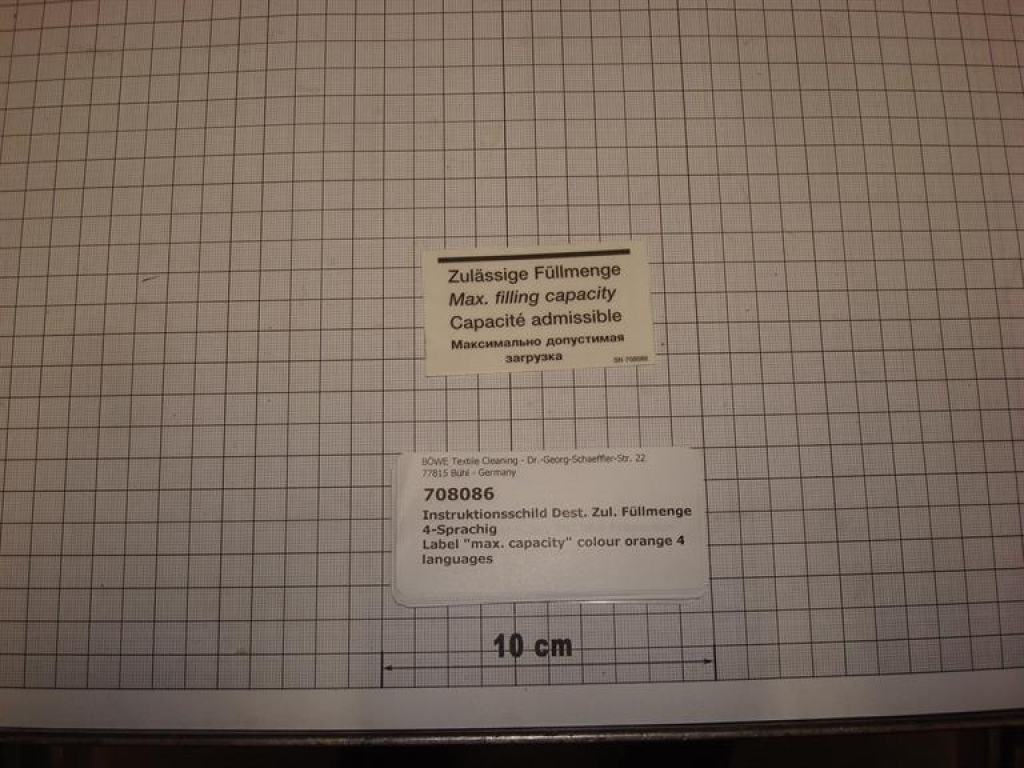 Zulässige Füllmenge
Max. filling capacity
Capacité admissible
Максимально допустимая
загрузка
SN 708086
BÖWE Textile Cleaning - Dr.-Georg-Schaeffler-Str. 22
77815 Bühl - Germany
708086
Instruktionsschild Dest. Zul. Füllmenge
4-Sprachig
Label "max. capacity" colour orange 4
languages
10 cm